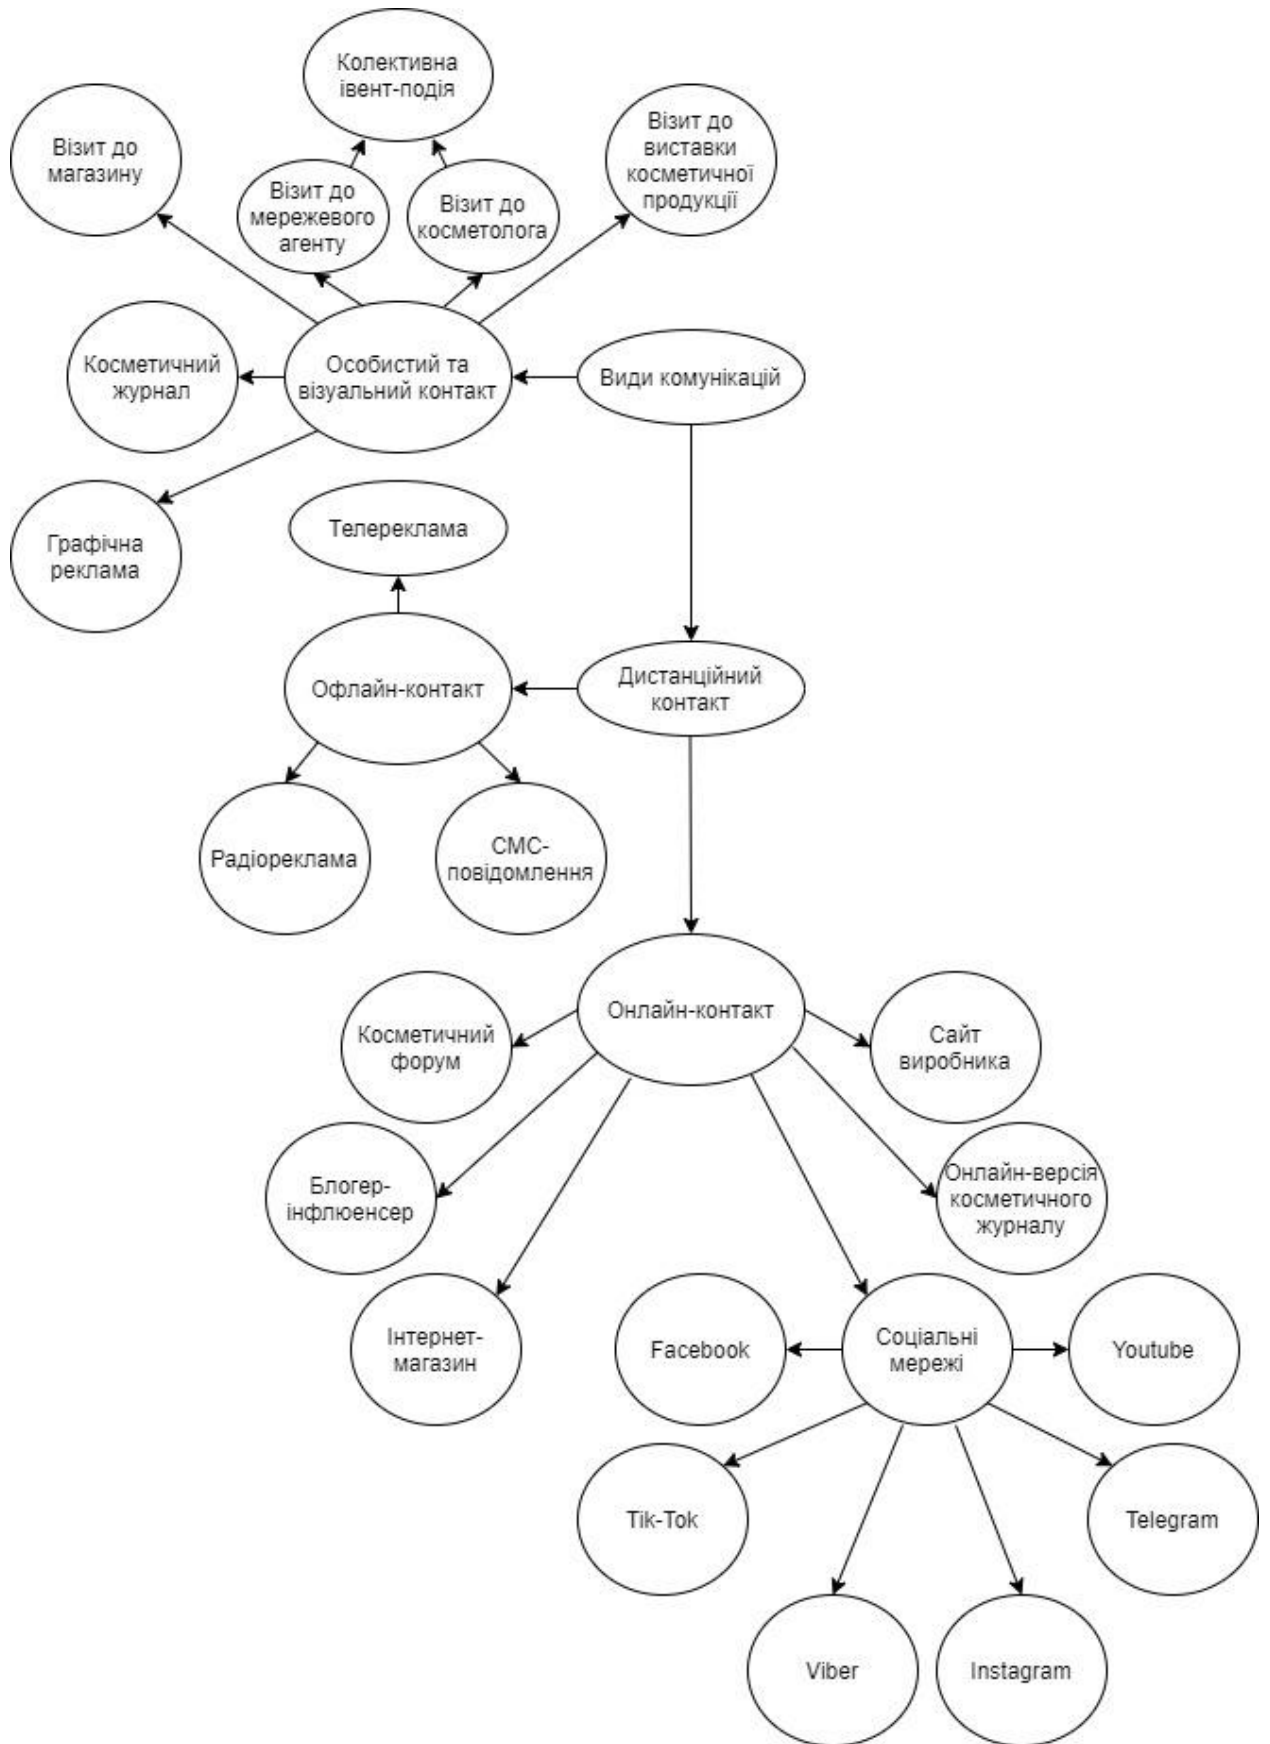 Колективна
івент-подія
Візит до
магазину
Візит до
виставки
косметичної
продукції
Візит до
мережевого
агенту
Візит до
косметолога
Косметичний
журнал
Особистий та
візуальний контакт
Види комунікацій
Графічна
реклама
Телереклама
Офлайн-контакт
Дистанційний
контакт
Радіореклама
СМС-
повідомлення
Онлайн-контакт
Косметичний
форум
Сайт
виробника
Блогер-
інфлюенсер
Онлайн-версія
косметичного
журналу
Інтернет-
магазин
Facebook
Соціальні
мережі
Youtube
Tik-Tok
Telegram
Viber
Instagram